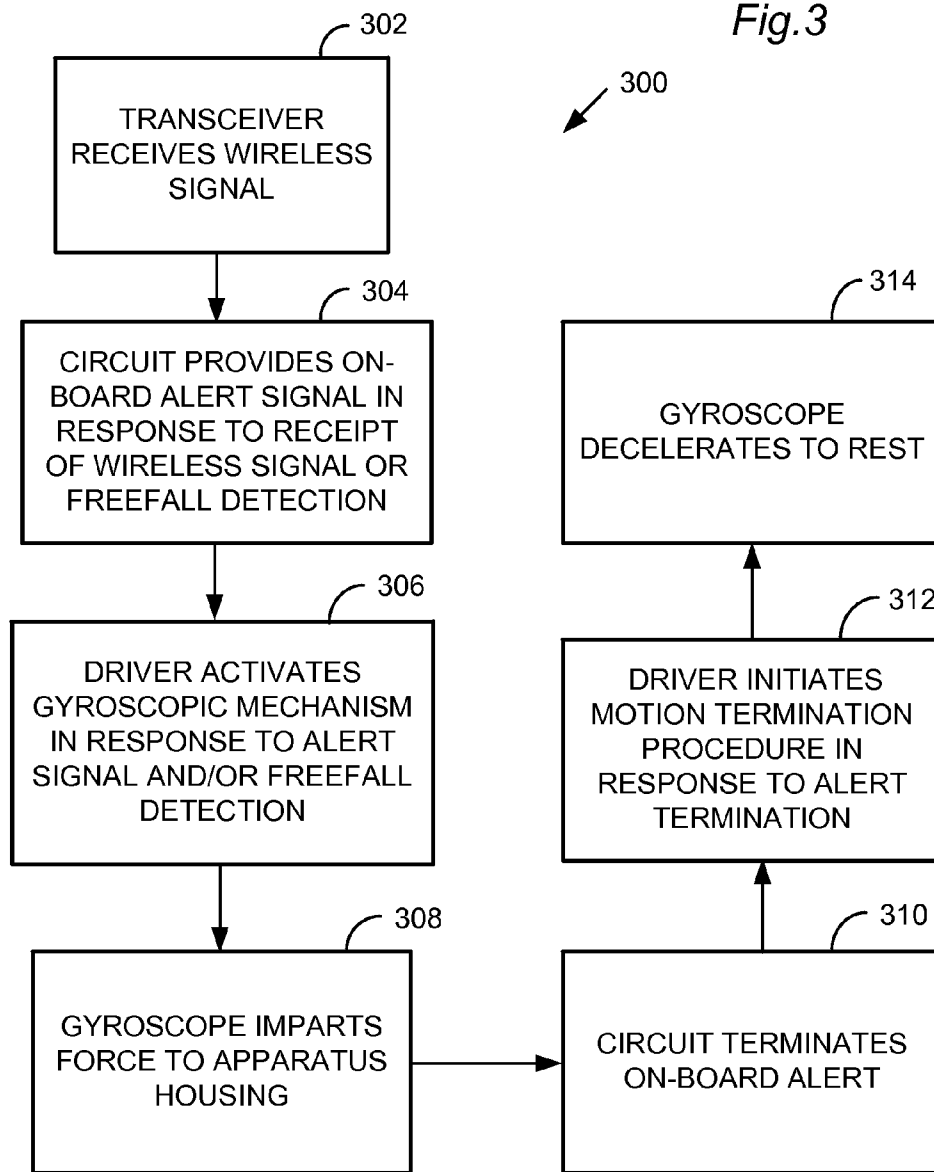 Fig.3
300
302
TRANSCEIVER
RECEIVES WIRELESS
SIGNAL
304
CIRCUIT PROVIDES ON-
BOARD ALERT SIGNAL IN
RESPONSE TO RECEIPT
OF WIRELESS SIGNAL OR
FREEFALL DETECTION
306
DRIVER ACTIVATES
GYROSCOPIC MECHANISM
IN RESPONSE TO ALERT
SIGNAL AND/OR FREEFALL
DETECTION
308
GYROSCOPE IMPARTS
FORCE TO APPARATUS
HOUSING
310
CIRCUIT TERMINATES
ON-BOARD ALERT
312
DRIVER INITIATES
MOTION TERMINATION
PROCEDURE IN
RESPONSE TO ALERT
TERMINATION
314
GYROSCOPE
DECELERATES TO REST